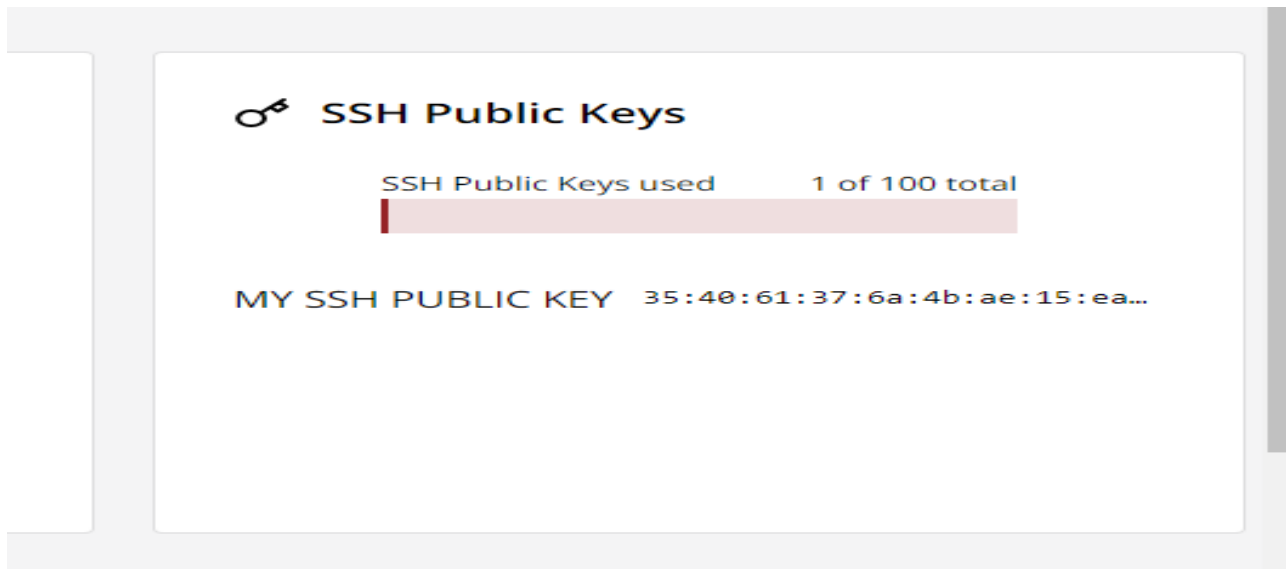 SSH Public Keys
SSH Public Keys used 1 of 100 total
MY SSH PUBLIC KEY 35:40:61:37:6a:4b:ae:15:ea…